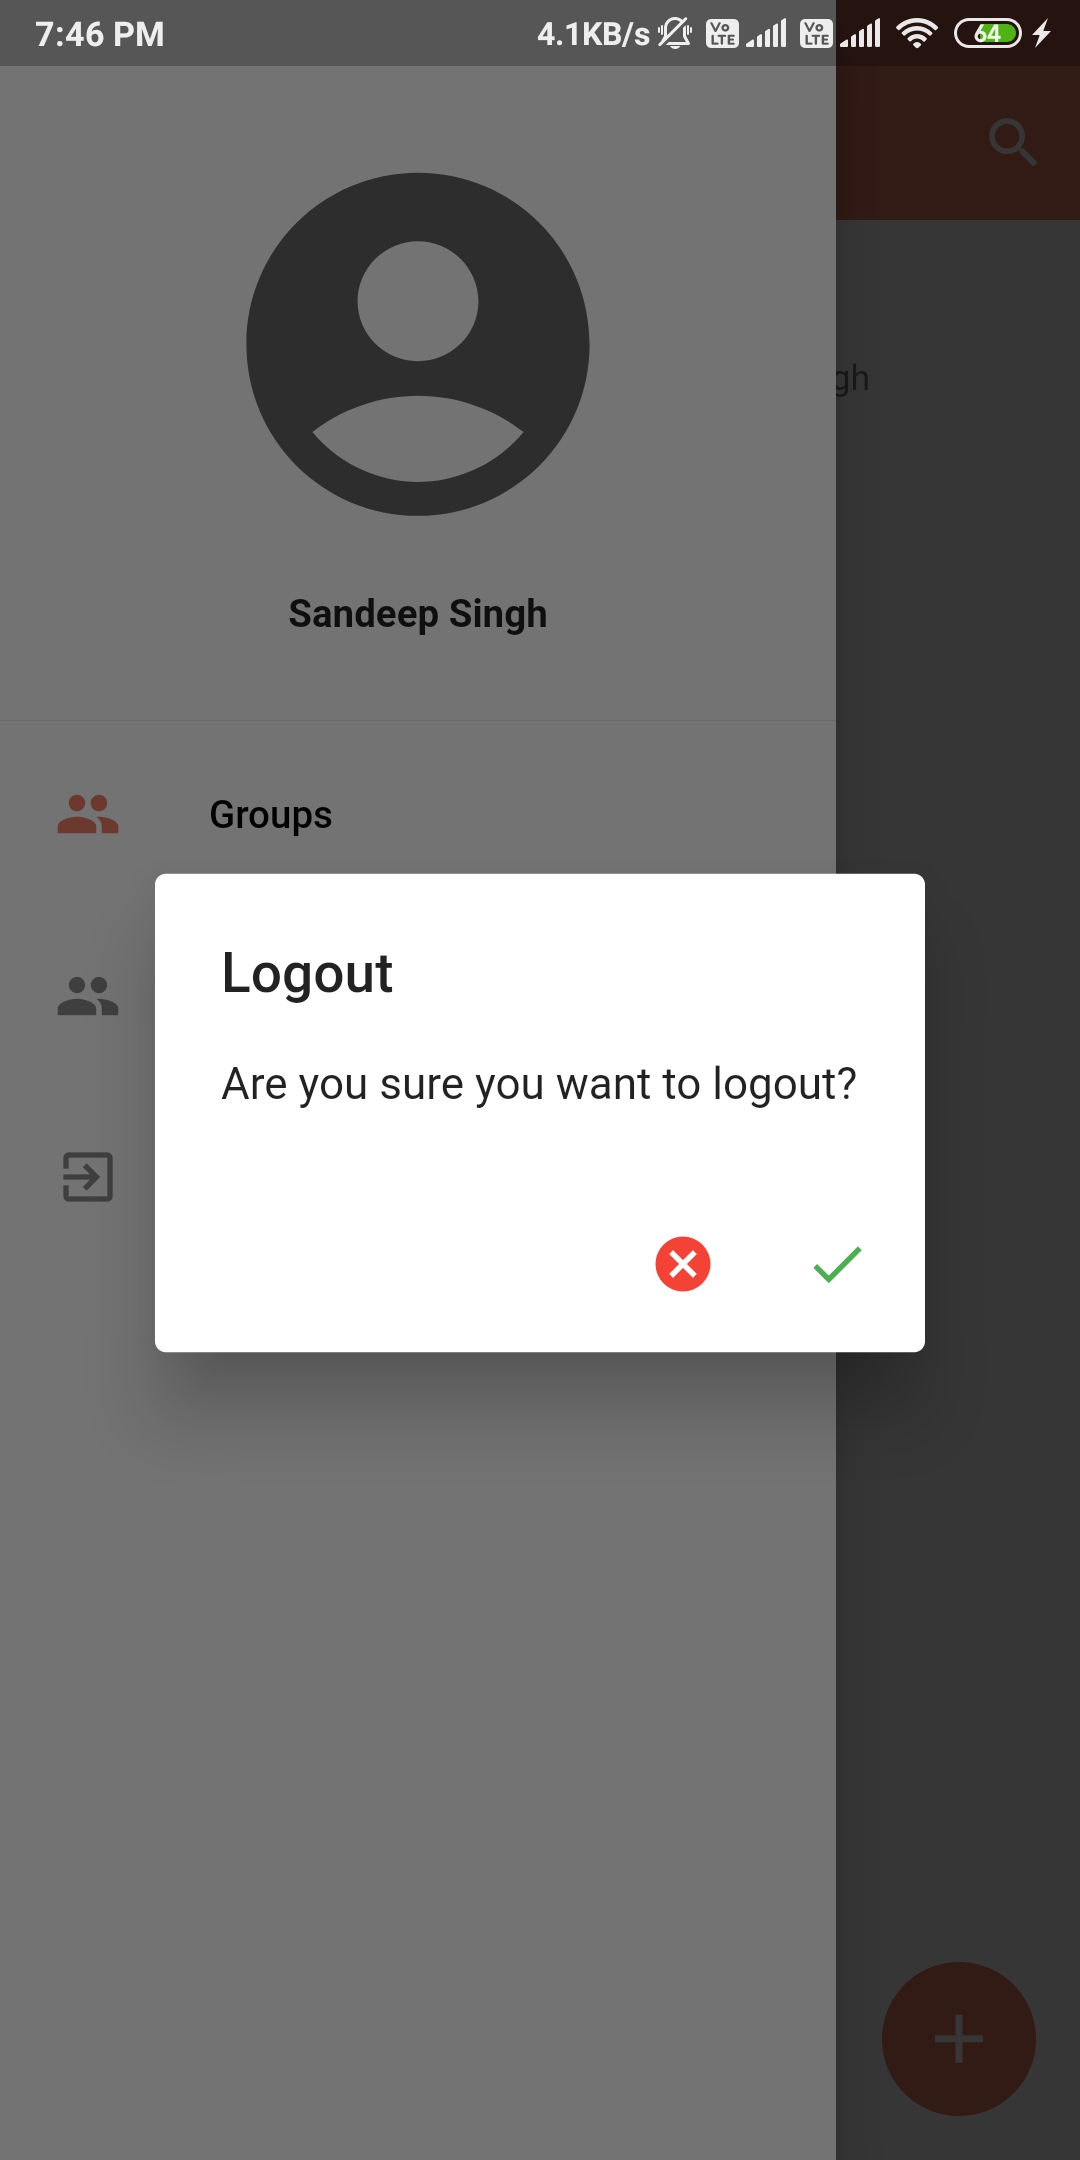 7:46 PM 4.1KB/s Vo LTE Vo LTE 64
gh
Sandeep Singh
Groups
Logout
Are you sure you want to logout?